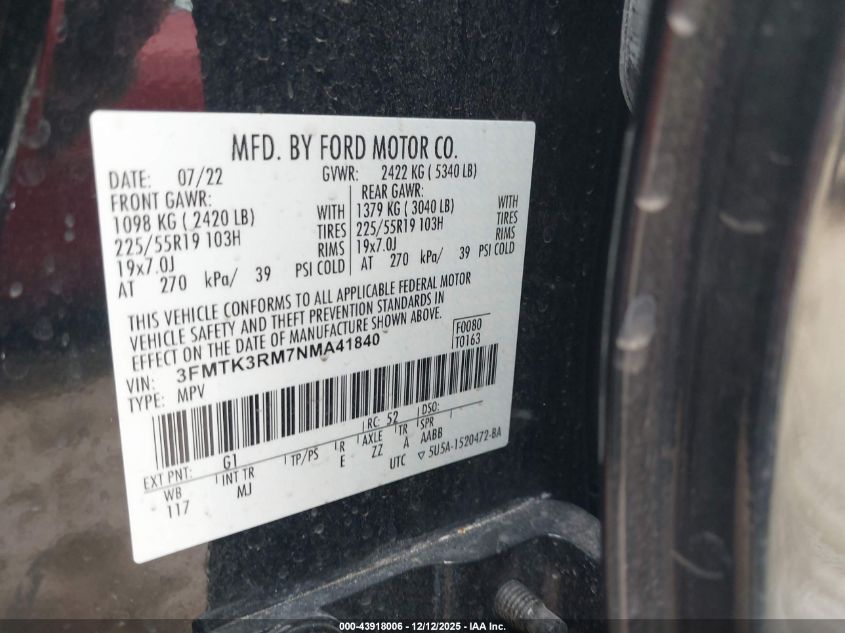 MFD. BY FORD MOTOR CO.
DATE: 07/22 GVWR: 2422 KG ( 5340 LB)
FRONT GAWR: REAR GAWR:
1098 KG ( 2420 LB) WITH 1379 KG ( 3040 LB) WITH
225/55R19 103H TIRES 225/55R19 103H TIRES
19x7.0J RIMS 19x7.0J RIMS
AT 270 kPa/ 39 PSI COLD AT 270 kPa/ 39 PSI COLD
THIS VEHICLE CONFORMS TO ALL APPLICABLE FEDERAL MOTOR
VEHICLE SAFETY AND THEFT PREVENTION STANDARDS IN
EFFECT ON THE DATE OF MANUFACTURE SHOWN ABOVE.
VIN: 3FMTK3RM7NMA41840 F0080
TYPE: MPV T0163
EXT PNT: G1 RC: 52 DSO:
WB INT TR TP/PS R AXLE TR SPR
117 MJ E ZZ A AABB
UTC ▽ 5U5A-1520472-BA
000-43918006 - 12/12/2025 - IAA Inc.